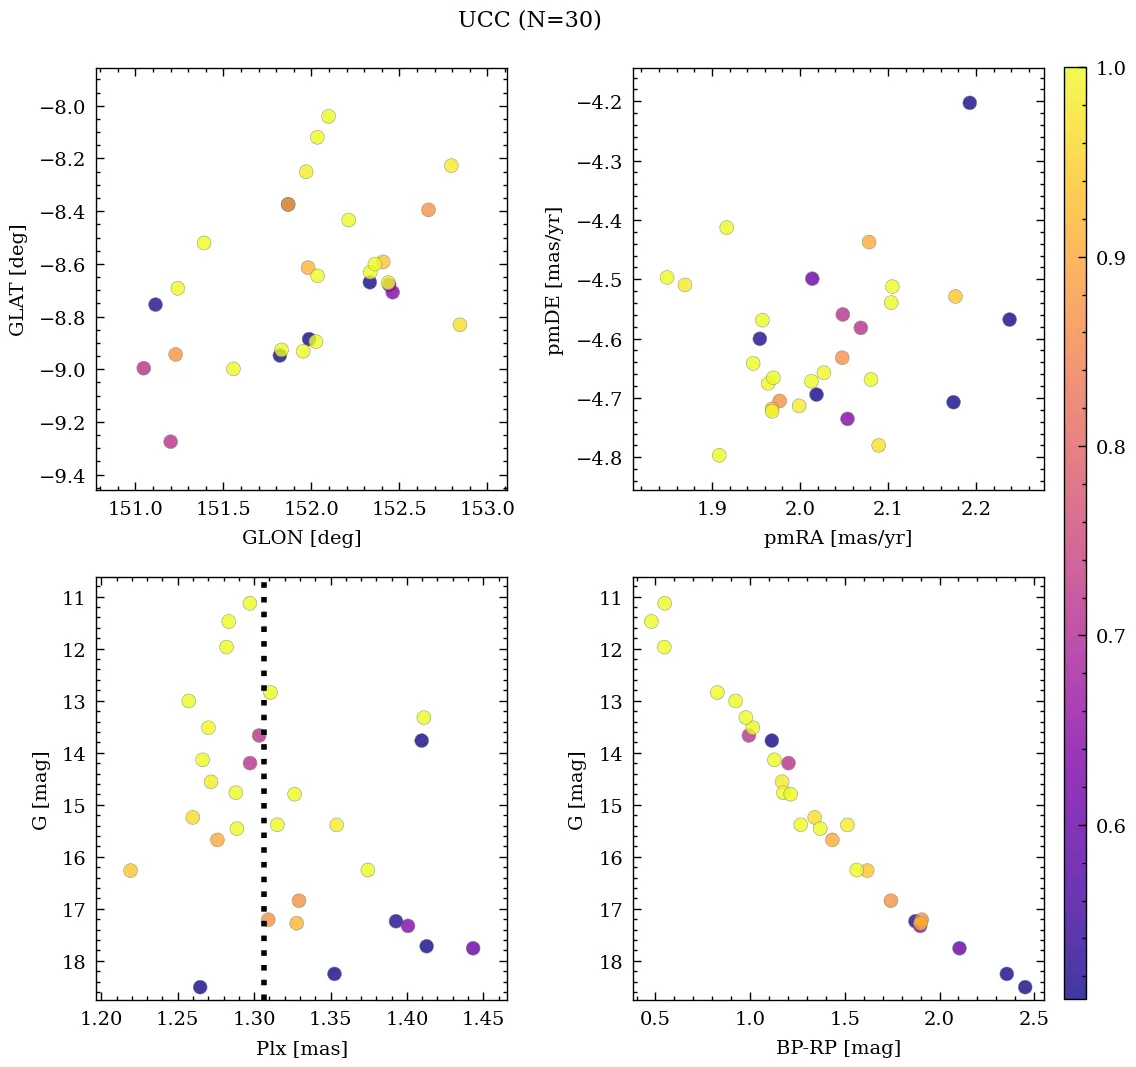 UCC (N=30)
−8.0
−8.2
−8.4
−8.6
−8.8
−9.0
−9.2
−9.4
GLAT [deg]
151.0 151.5 152.0 152.5 153.0
GLON [deg]
−4.2
−4.3
−4.4
−4.5
−4.6
−4.7
−4.8
pmDE [mas/yr]
1.9 2.0 2.1 2.2
pmRA [mas/yr]
11
12
13
14
15
16
17
18
G [mag]
1.20 1.25 1.30 1.35 1.40 1.45
Plx [mas]
11
12
13
14
15
16
17
18
G [mag]
0.5 1.0 1.5 2.0 2.5
BP-RP [mag]
1.0
0.9
0.8
0.7
0.6